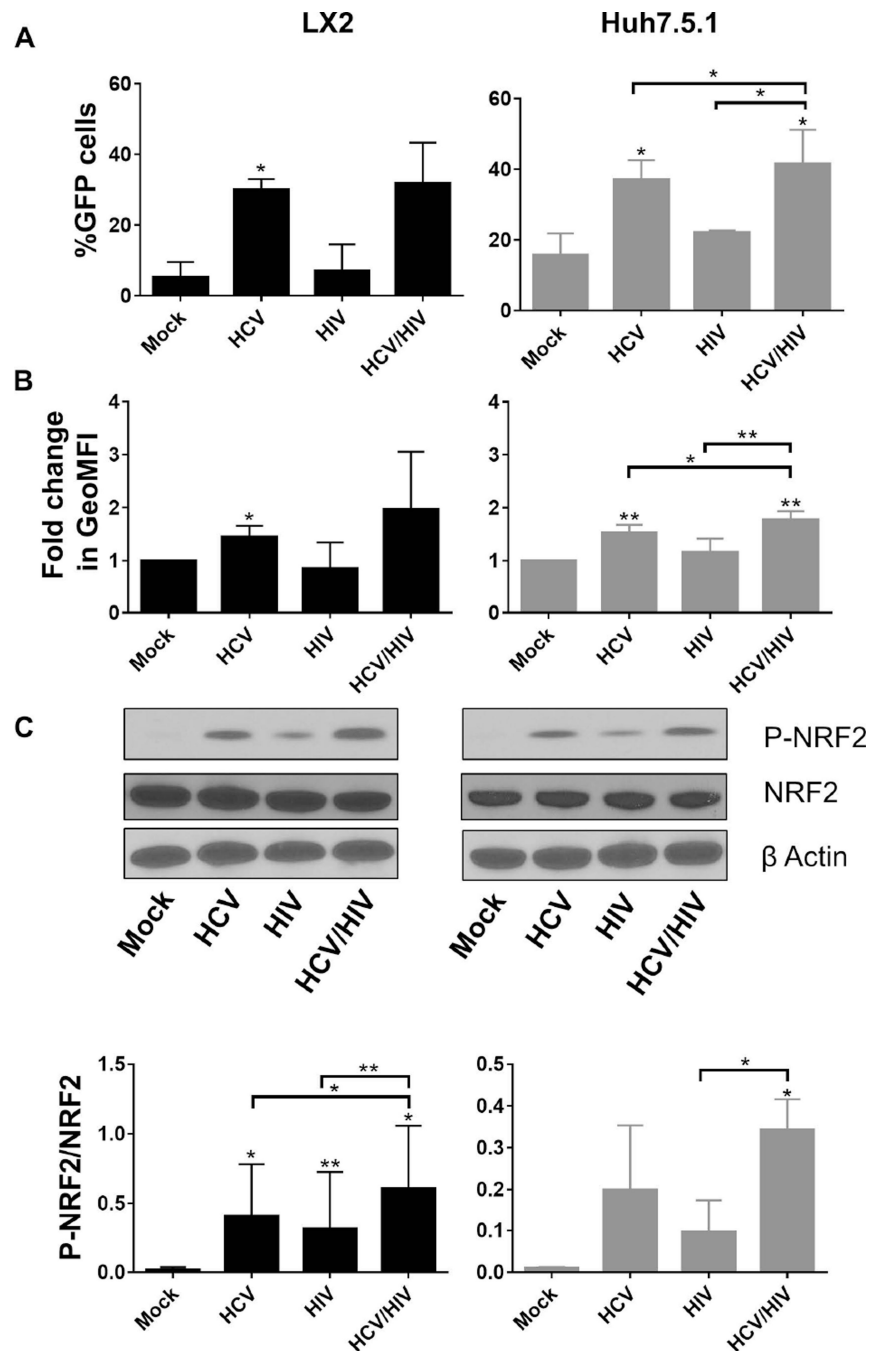 A
LX2
Huh7.5.1
%GFP cells
60
40
20
0
*
Mock
HCV
HIV
HCV/HIV
60
40
20
0
*
*
*
*
Mock
HCV
HIV
HCV/HIV
B
Fold change
in GeoMFI
4
3
2
1
0
*
Mock
HCV
HIV
HCV/HIV
4
3
2
1
0
**
*
**
**
Mock
HCV
HIV
HCV/HIV
C
P-NRF2
NRF2
β Actin
Mock
HCV
HIV
HCV/HIV
Mock
HCV
HIV
HCV/HIV
P-NRF2/NRF2
1.5
1.0
0.5
0.0
**
*
*
**
*
Mock
HCV
HIV
HCV/HIV
0.5
0.4
0.3
0.2
0.1
0.0
*
*
Mock
HCV
HIV
HCV/HIV